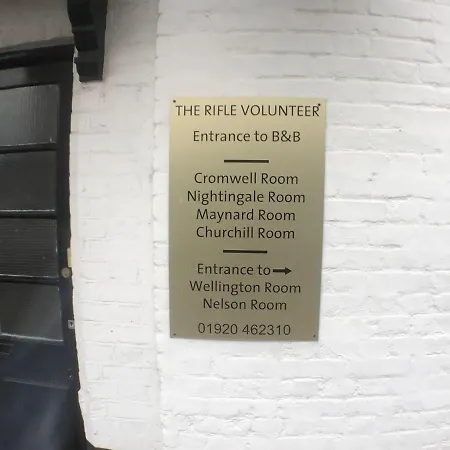 THE RIFLE VOLUNTEER
Entrance to B&B
Cromwell Room
Nightingale Room
Maynard Room
Churchill Room
Entrance to →
Wellington Room
Nelson Room
01920 462310